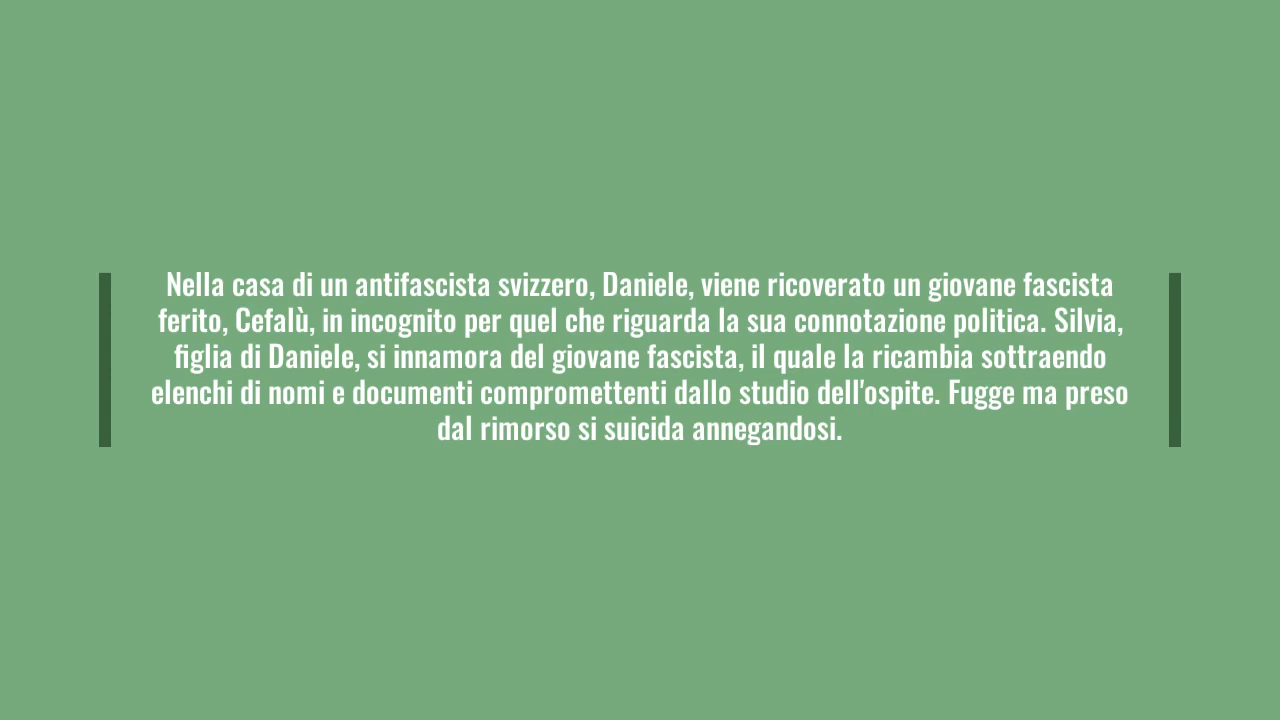 Nella casa di un antifascista svizzero, Daniele, viene ricoverato un giovane fascista
ferito, Cefalù, in incognito per quel che riguarda la sua connotazione politica. Silvia,
figlia di Daniele, si innamora del giovane fascista, il quale la ricambia sottraendo
elenchi di nomi e documenti compromettenti dallo studio dell'ospite. Fugge ma preso
dal rimorso si suicida annegandosi.